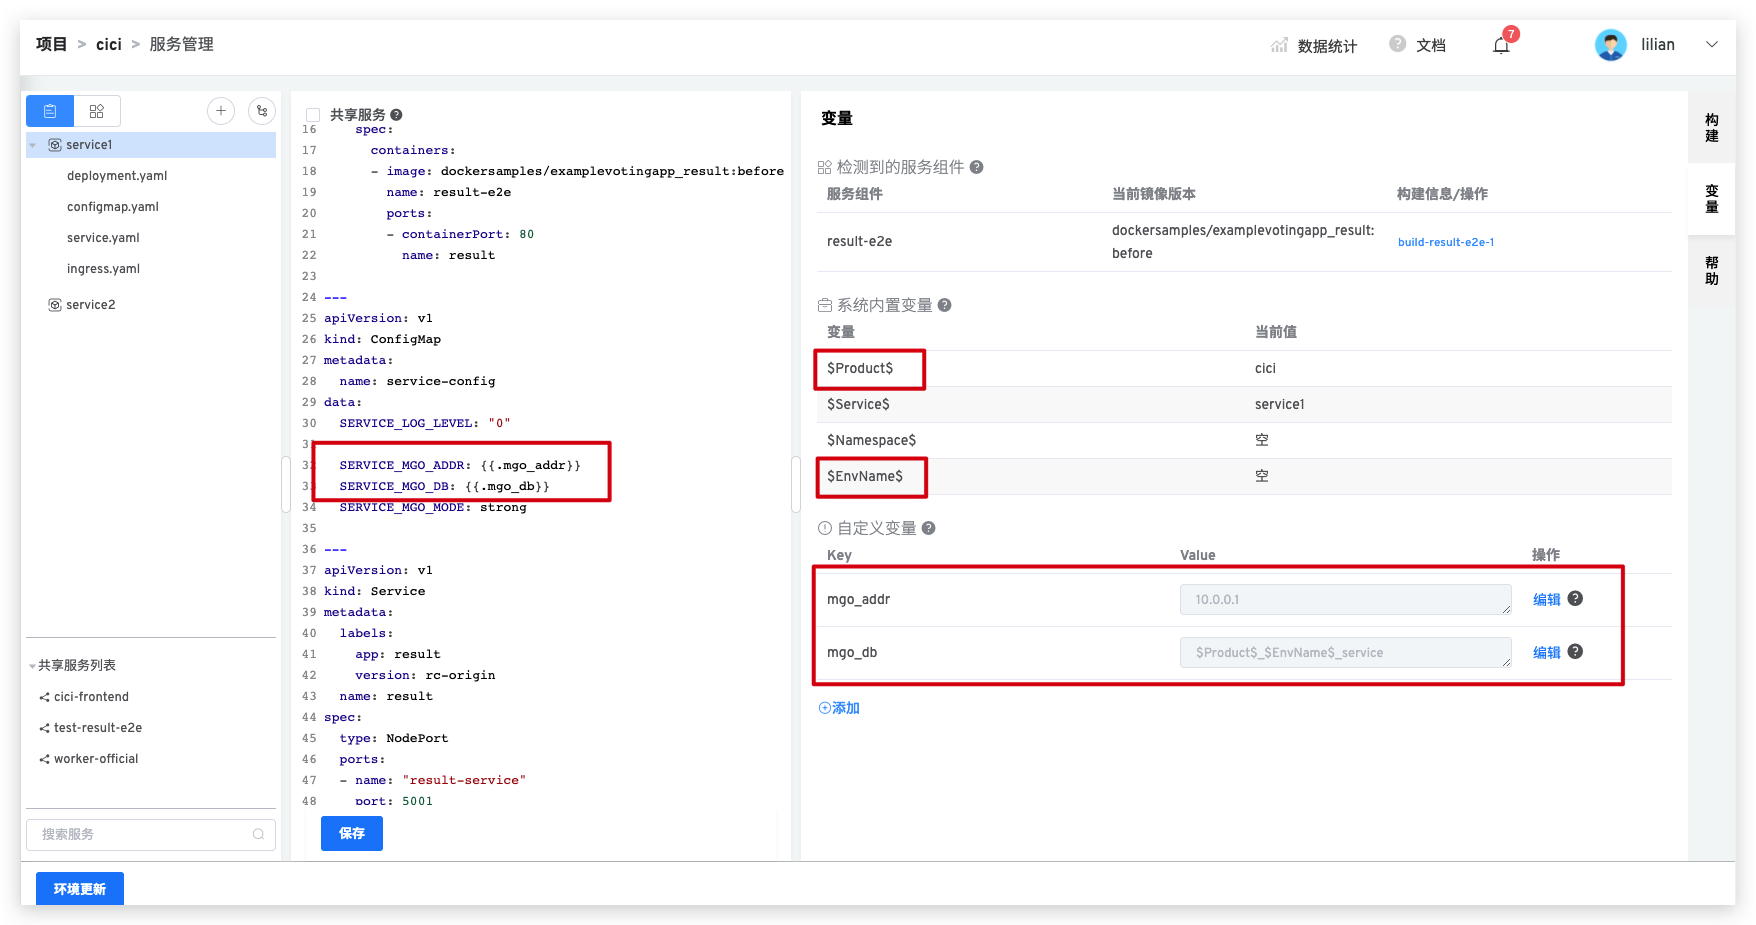 项目 > cici > 服务管理
数据统计
文档
7
lilian
service1
deployment.yaml
configmap.yaml
service.yaml
ingress.yaml
service2
共享服务列表
cici-frontend
test-result-e2e
worker-official
搜索服务
环境更新
共享服务
16 spec:
17 containers:
18 - image: dockersamples/examplevotingapp_result:before
19 name: result-e2e
20 ports:
21 - containerPort: 80
22 name: result
23
24 ---
25 apiVersion: v1
26 kind: ConfigMap
27 metadata:
28 name: service-config
29 data:
30 SERVICE_LOG_LEVEL: "0"
31
32 SERVICE_MGO_ADDR: {{.mgo_addr}}
33 SERVICE_MGO_DB: {{.mgo_db}}
34 SERVICE_MGO_MODE: strong
35
36 ---
37 apiVersion: v1
38 kind: Service
39 metadata:
40 labels:
41 app: result
42 version: rc-origin
43 name: result
44 spec:
45 type: NodePort
46 ports:
47 - name: "result-service"
48 port: 5001
保存
变量
检测到的服务组件
服务组件 当前镜像版本 构建信息/操作
result-e2e dockersamples/examplevotingapp_result:
before build-result-e2e-1
系统内置变量
变量 当前值
$Product$ cici
$Service$ service1
$Namespace$ 空
$EnvName$ 空
自定义变量
Key Value 操作
mgo_addr 10.0.0.1 编辑
mgo_db $Product$_$EnvName$_service 编辑
添加
构建
变量
帮助